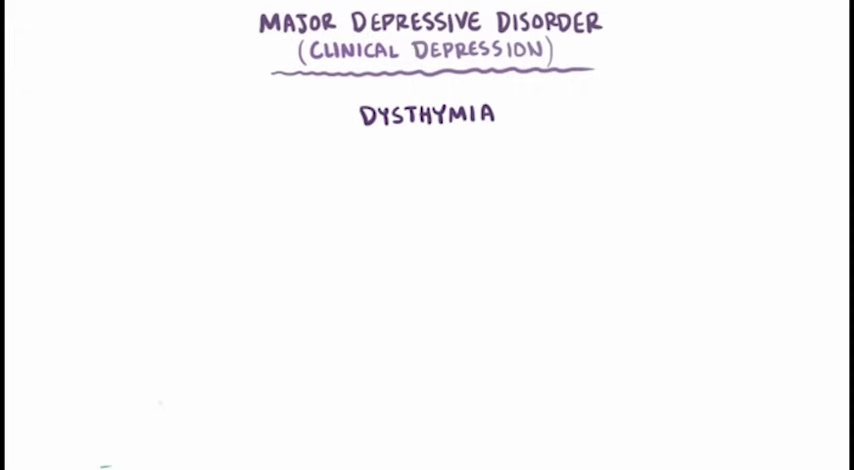 MAJOR DEPRESSIVE DISORDER
(CLINICAL DEPRESSION)
DYSTHYMIA